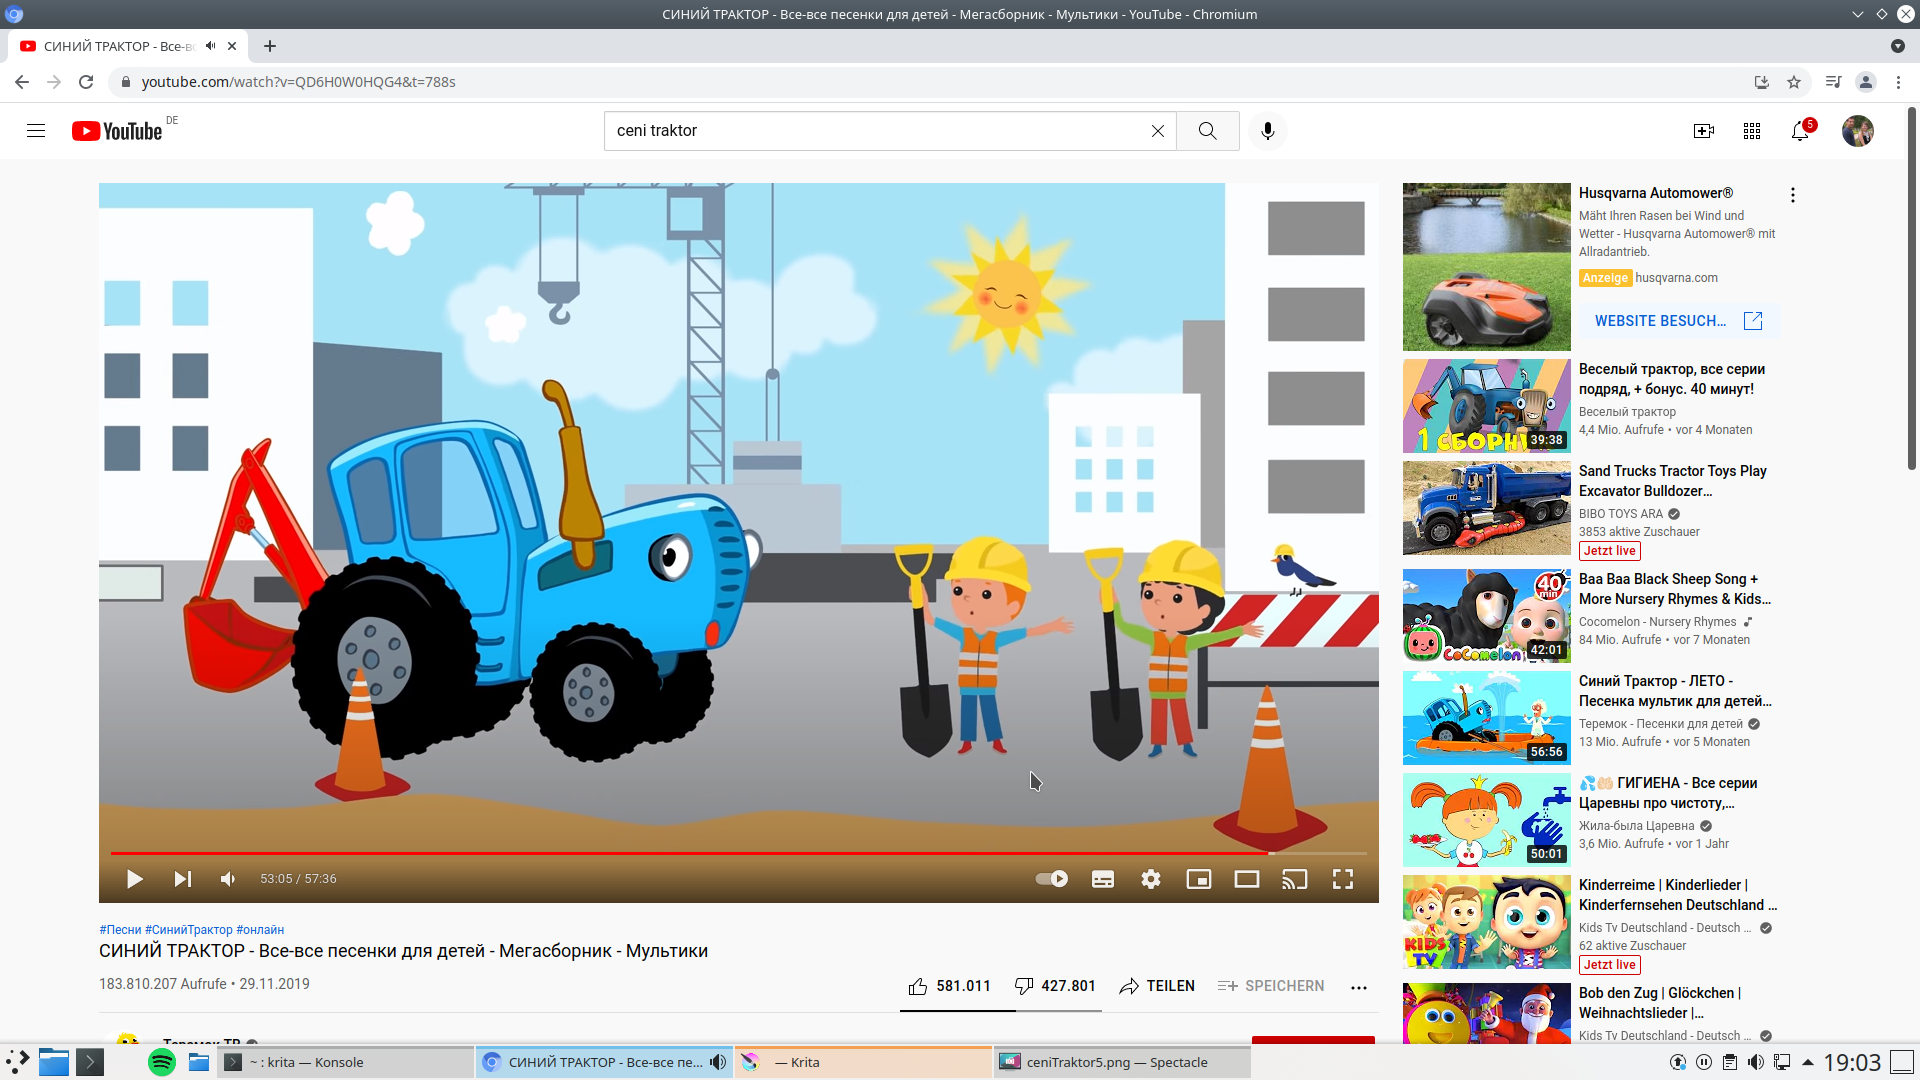 СИНИЙ ТРАКТОР - Все-все песенки для детей - Мегасборник - Мультики - YouTube - Chromium
СИНИЙ ТРАКТОР - Все-вс
youtube.com/watch?v=QD6H0W0HQG4&t=788s
YouTube DE
ceni traktor
5
53:05 / 57:36
#Песни #СинийТрактор #онлайн
СИНИЙ ТРАКТОР - Все-все песенки для детей - Мегасборник - Мультики
183.810.207 Aufrufe • 29.11.2019
581.011
427.801
TEILEN
SPEICHERN
Теремок ТВ
Husqvarna Automower®
Mäht Ihren Rasen bei Wind und
Wetter - Husqvarna Automower® mit
Allradantrieb.
Anzeige husqvarna.com
WEBSITE BESUCH...
1 СБОРН
39:38
Веселый трактор, все серии
подряд, + бонус. 40 минут!
Веселый трактор
4,4 Mio. Aufrufe • vor 4 Monaten
Sand Trucks Tractor Toys Play
Excavator Bulldozer...
BIBO TOYS ARA
3853 aktive Zuschauer
Jetzt live
40
min
CoComelon
42:01
Baa Baa Black Sheep Song +
More Nursery Rhymes & Kids...
Cocomelon - Nursery Rhymes
84 Mio. Aufrufe • vor 7 Monaten
56:56
Синий Трактор - ЛЕТО -
Песенка мультик для детей...
Теремок - Песенки для детей
13 Mio. Aufrufe • vor 5 Monaten
50:01
💦👏🏻 ГИГИЕНА - Все серии
Царевны про чистоту,...
Жила-была Царевна
3,6 Mio. Aufrufe • vor 1 Jahr
KIDS
TV
Kinderreime | Kinderlieder |
Kinderfernsehen Deutschland ...
Kids Tv Deutschland - Deutsch ...
62 aktive Zuschauer
Jetzt live
Bob den Zug | Glöckchen |
Weihnachtslieder |...
Kids Tv Deutschland - Deutsch ...
~ : krita — Konsole
СИНИЙ ТРАКТОР - Все-все пе...
— Krita
ceniTraktor5.png — Spectacle
19:03